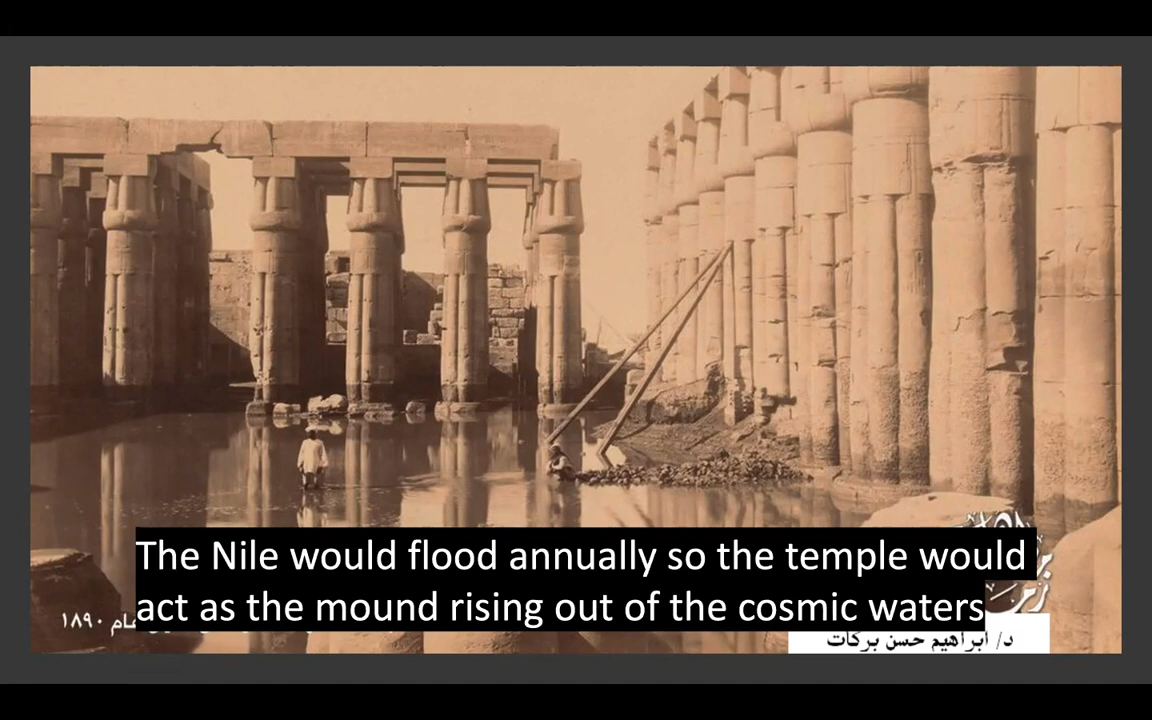 The Nile would flood annually so the temple would
act as the mound rising out of the cosmic waters
عام ١٨٩٠
د/ ابراهيم حسن بركات